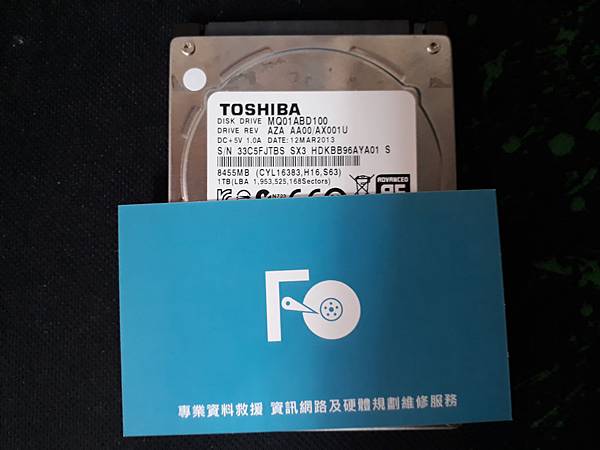 TOSHIBA
DISK DRIVE MQ01ABD100
DRIVE REV AZA AA00/AX001U
DC+5V 1.0A DATE:12MAR2013
S/N 33C5FJTBS SX3 HDKBB96AYA01 S
8455MB (CYL16383,H16,S63)
1TB(LBA 1,953,525,168Sectors)
ADVANCED
N729
FO
專業資料救援 資訊網路及硬體規劃維修服務